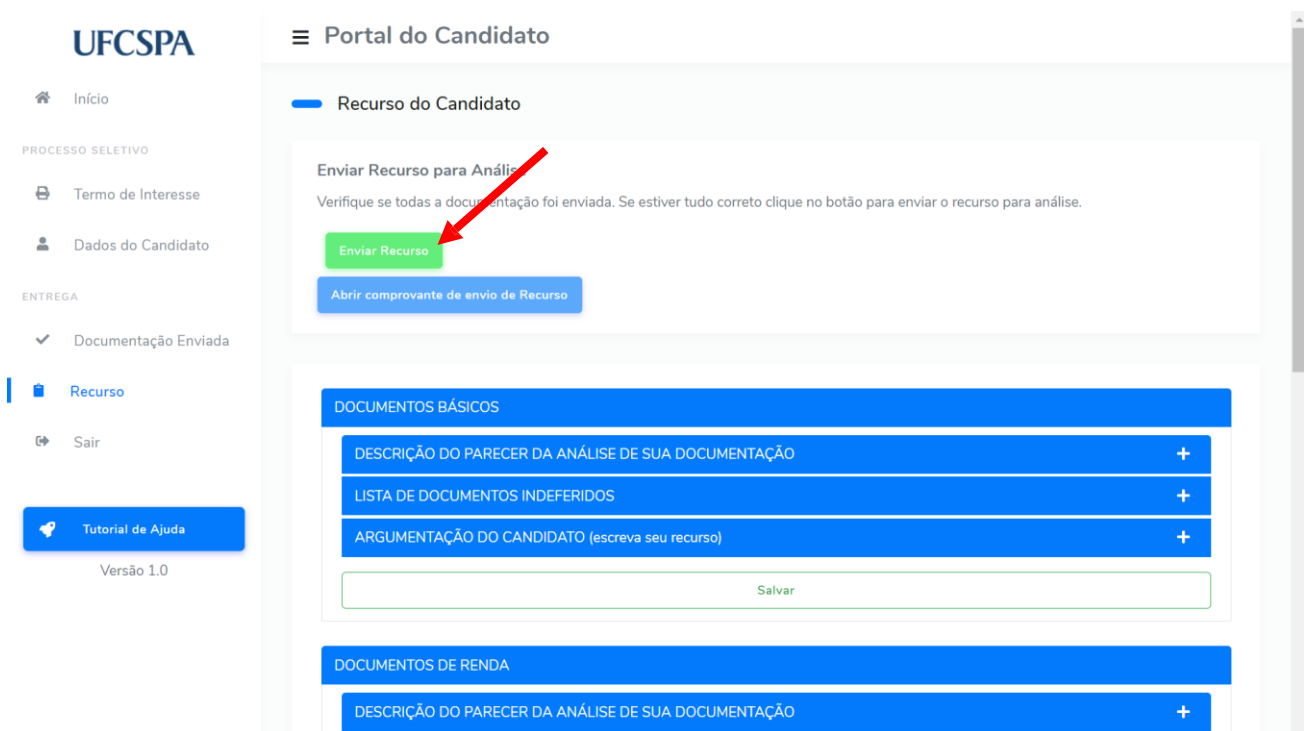 UFCSPA
Início
PROCESSO SELETIVO
Termo de Interesse
Dados do Candidato
ENTREGA
Documentação Enviada
Recurso
Sair
Tutorial de Ajuda
Versão 1.0
Portal do Candidato
Recurso do Candidato
Enviar Recurso para Análise
Verifique se todas a documentação foi enviada. Se estiver tudo correto clique no botão para enviar o recurso para análise.
Enviar Recurso
Abrir comprovante de envio de Recurso
DOCUMENTOS BÁSICOS
DESCRIÇÃO DO PARECER DA ANÁLISE DE SUA DOCUMENTAÇÃO
LISTA DE DOCUMENTOS INDEFERIDOS
ARGUMENTAÇÃO DO CANDIDATO (escreva seu recurso)
Salvar
DOCUMENTOS DE RENDA
DESCRIÇÃO DO PARECER DA ANÁLISE DE SUA DOCUMENTAÇÃO